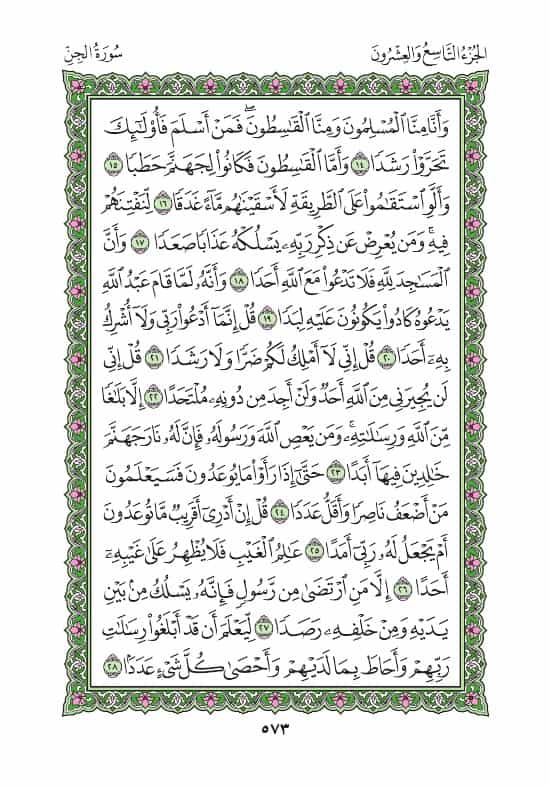 الجُزْءُ التَّاسِعُ وَالعِشْرُونَ
سُورَةُ الجِنِّ
وَأَنَّا مِنَّا ٱلْمُسْلِمُونَ وَمِنَّا ٱلْقَٰسِطُونَۖ فَمَنْ أَسْلَمَ فَأُو۟لَٰٓئِكَ
تَحَرَّوْا۟ رَشَدًا ١٤ وَأَمَّا ٱلْقَٰسِطُونَ فَكَانُوا۟ لِجَهَنَّمَ حَطَبًا ١٥
وَأَلَّوِ ٱسْتَقَٰمُوا۟ عَلَى ٱلطَّرِيقَةِ لَأَسْقَيْنَٰهُم مَّآءً غَدَقًا ١٦ لِّنَفْتِنَهُمْ
فِيهِۚ وَمَن يُعْرِضْ عَن ذِكْرِ رَبِّهِۦ يَسْلُكْهُ عَذَابًا صَعَدًا ١٧ وَأَنَّ
ٱلْمَسَٰجِدَ لِلَّهِ فَلَا تَدْعُوا۟ مَعَ ٱللَّهِ أَحَدًا ١٨ وَأَنَّهُۥ لَمَّا قَامَ عَبْدُ ٱللَّهِ
يَدْعُوهُ كَادُوا۟ يَكُونُونَ عَلَيْهِ لِبَدًا ١٩ قُلْ إِنَّمَآ أَدْعُوا۟ رَبِّى وَلَآ أُشْرِكُ
بِهِۦٓ أَحَدًا ٢٠ قُلْ إِنِّى لَآ أَمْلِكُ لَكُمْ ضَرًّا وَلَا رَشَدًا ٢١ قُلْ إِنِّى
لَن يُجِيرَنِى مِنَ ٱللَّهِ أَحَدٌ وَلَنْ أَجِدَ مِن دُونِهِۦ مُلْتَحَدًا ٢٢ إِلَّا بَلَٰغًا
مِّنَ ٱللَّهِ وَرِسَٰلَٰتِهِۦۚ وَمَن يَعْصِ ٱللَّهَ وَرَسُولَهُۥ فَإِنَّ لَهُۥ نَارَ جَهَنَّمَ
خَٰلِدِينَ فِيهَآ أَبَدًا ٢٣ حَتَّىٰٓ إِذَا رَأَوْا۟ مَا يُوعَدُونَ فَسَيَعْلَمُونَ
مَنْ أَضْعَفُ نَاصِرًا وَأَقَلُّ عَدَدًا ٢٤ قُلْ إِنْ أَدْرِىٓ أَقَرِيبٌ مَّا تُوعَدُونَ
أَمْ يَجْعَلُ لَهُۥ رَبِّىٓ أَمَدًا ٢٥ عَٰلِمُ ٱلْغَيْبِ فَلَا يُظْهِرُ عَلَىٰ غَيْبِهِۦٓ
أَحَدًا ٢٦ إِلَّا مَنِ ٱرْتَضَىٰ مِن رَّسُولٍ فَإِنَّهُۥ يَسْلُكُ مِنۢ بَيْنِ
يَدَيْهِ وَمِنْ خَلْفِهِۦ رَصَدًا ٢٧ لِّيَعْلَمَ أَن قَدْ أَبْلَغُوا۟ رِسَٰلَٰتِ
رَبِّهِمْ وَأَحَاطَ بِمَا لَدَيْهِمْ وَأَحْصَىٰ كُلَّ شَىْءٍ عَدَدًۢا ٢٨
٥٧٣